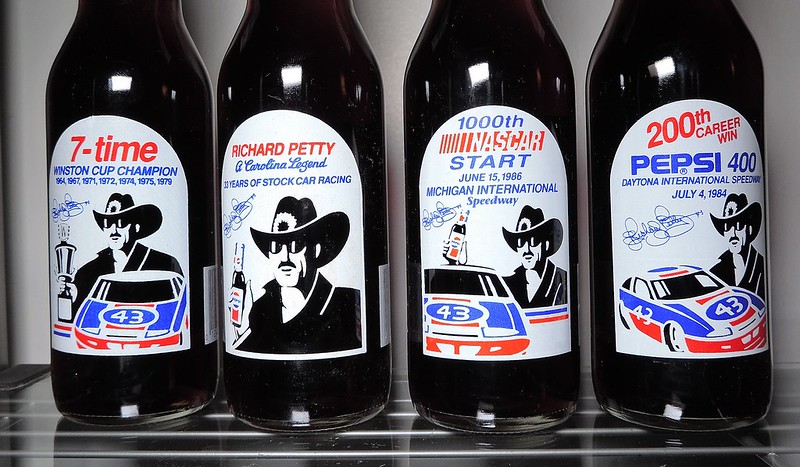 7-time
WINSTON CUP CHAMPION
1964, 1967, 1971, 1972, 1974, 1975, 1979
43
RICHARD PETTY
A Carolina Legend
33 YEARS OF STOCK CAR RACING
1000th
NASCAR
START
JUNE 15, 1986
MICHIGAN INTERNATIONAL
Speedway
43
200th
CAREER
WIN
PEPSI 400
DAYTONA INTERNATIONAL SPEEDWAY
JULY 4, 1984
43
43